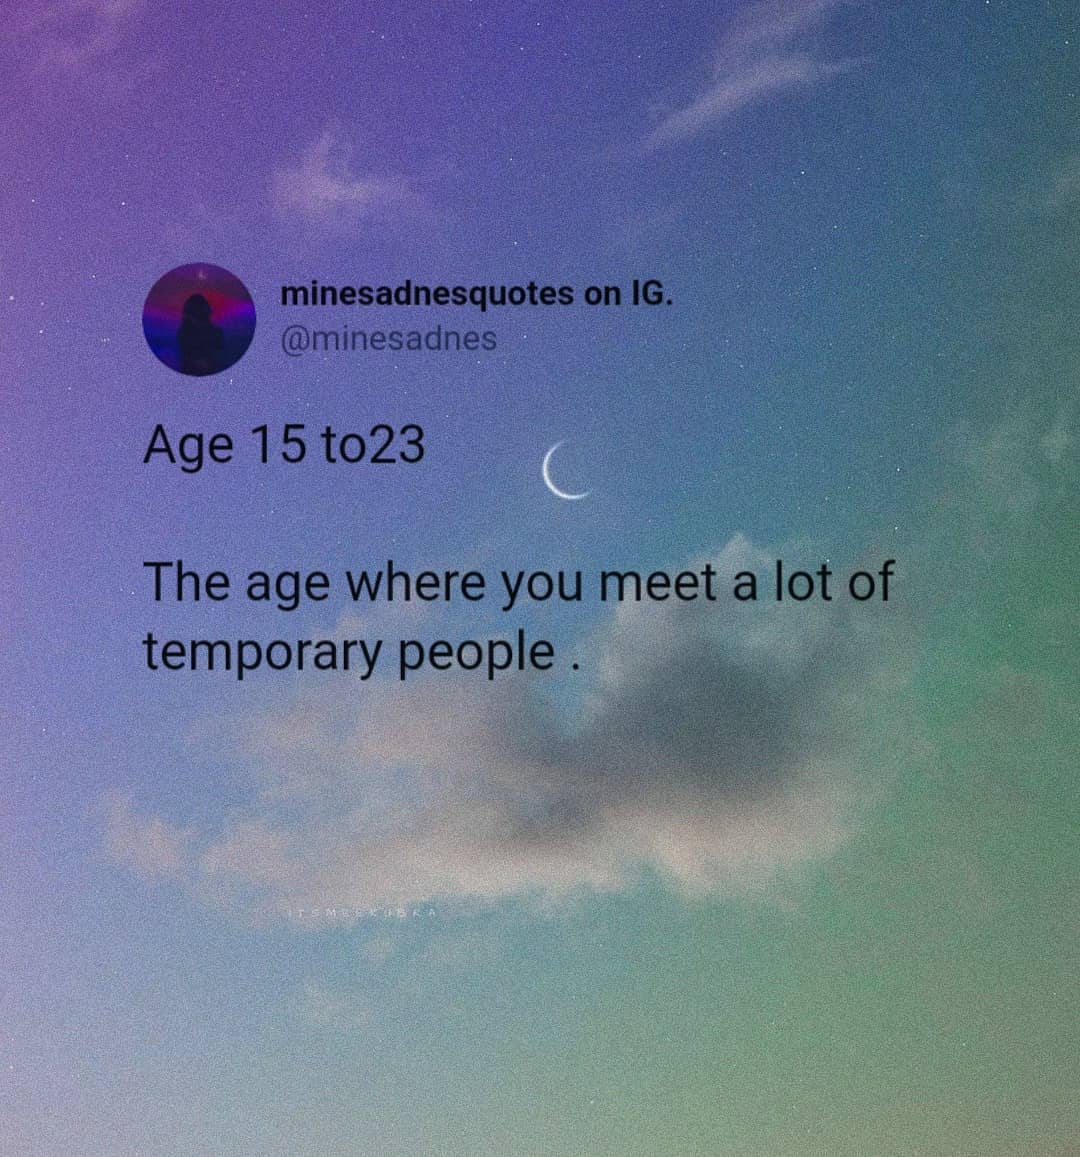 minesadnesquotes on IG.
@minesadnes
Age 15 to23
The age where you meet a lot of
temporary people .